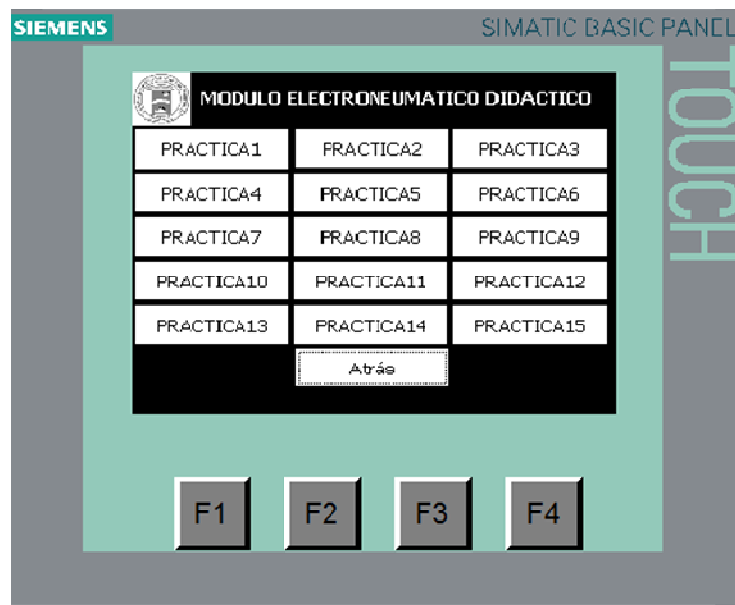 SIEMENS SIMATIC BASIC PANEL
TOUCH
MODULO ELECTRONEUMATICO DIDACTICO
PRACTICA1 PRACTICA2 PRACTICA3
PRACTICA4 PRACTICA5 PRACTICA6
PRACTICA7 PRACTICA8 PRACTICA9
PRACTICA10 PRACTICA11 PRACTICA12
PRACTICA13 PRACTICA14 PRACTICA15
Atrás
F1 F2 F3 F4